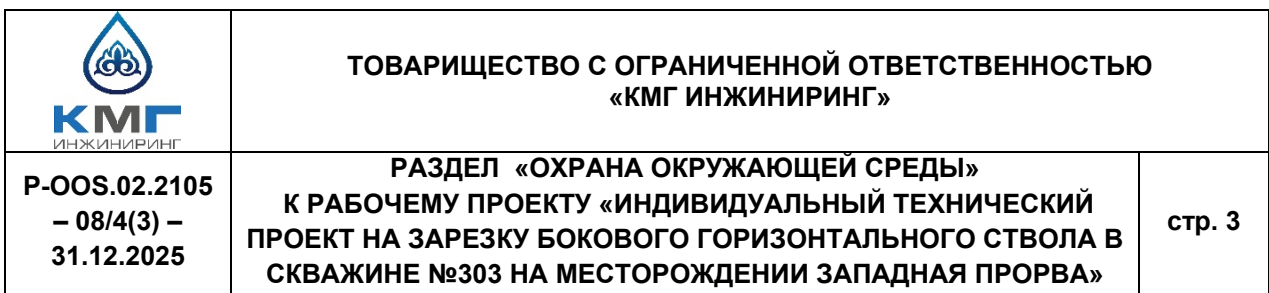 КМГ
ИНЖИНИРИНГ
ТОВАРИЩЕСТВО С ОГРАНИЧЕННОЙ ОТВЕТСТВЕННОСТЬЮ
«КМГ ИНЖИНИРИНГ»
P-OOS.02.2105
– 08/4(3) –
31.12.2025
РАЗДЕЛ «ОХРАНА ОКРУЖАЮЩЕЙ СРЕДЫ»
К РАБОЧЕМУ ПРОЕКТУ «ИНДИВИДУАЛЬНЫЙ ТЕХНИЧЕСКИЙ
ПРОЕКТ НА ЗАРЕЗКУ БОКОВОГО ГОРИЗОНТАЛЬНОГО СТВОЛА В
СКВАЖИНЕ №303 НА МЕСТОРОЖДЕНИИ ЗАПАДНАЯ ПРОРВА»
стр. 3